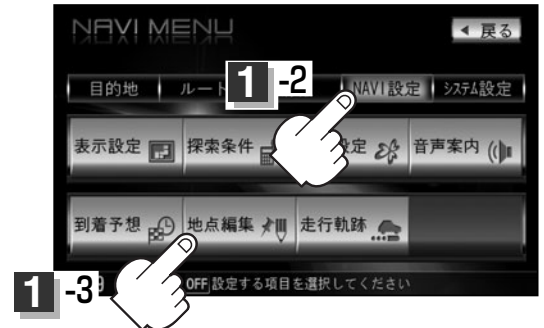 NAVI MENU
◀ 戻る
目的地 ルート 1 -2 NAVI設定 システム設定
表示設定 探索条件 設定 音声案内
到着予想 地点編集 走行軌跡
1 -3
OFF 設定する項目を選択してください